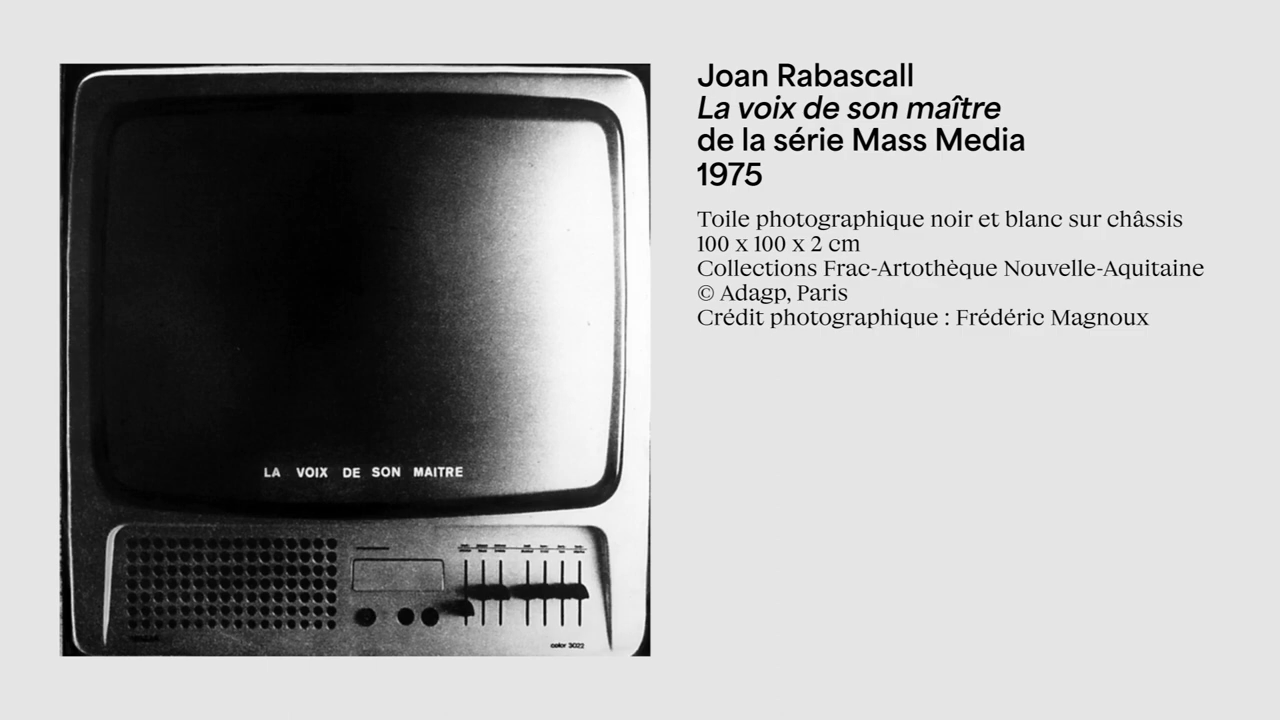 Joan Rabascall
La voix de son maître
de la série Mass Media
1975
Toile photographique noir et blanc sur châssis
100 x 100 x 2 cm
Collections Frac-Artothèque Nouvelle-Aquitaine
© Adagp, Paris
Crédit photographique : Frédéric Magnoux
LA VOIX DE SON MAITRE
color 3022